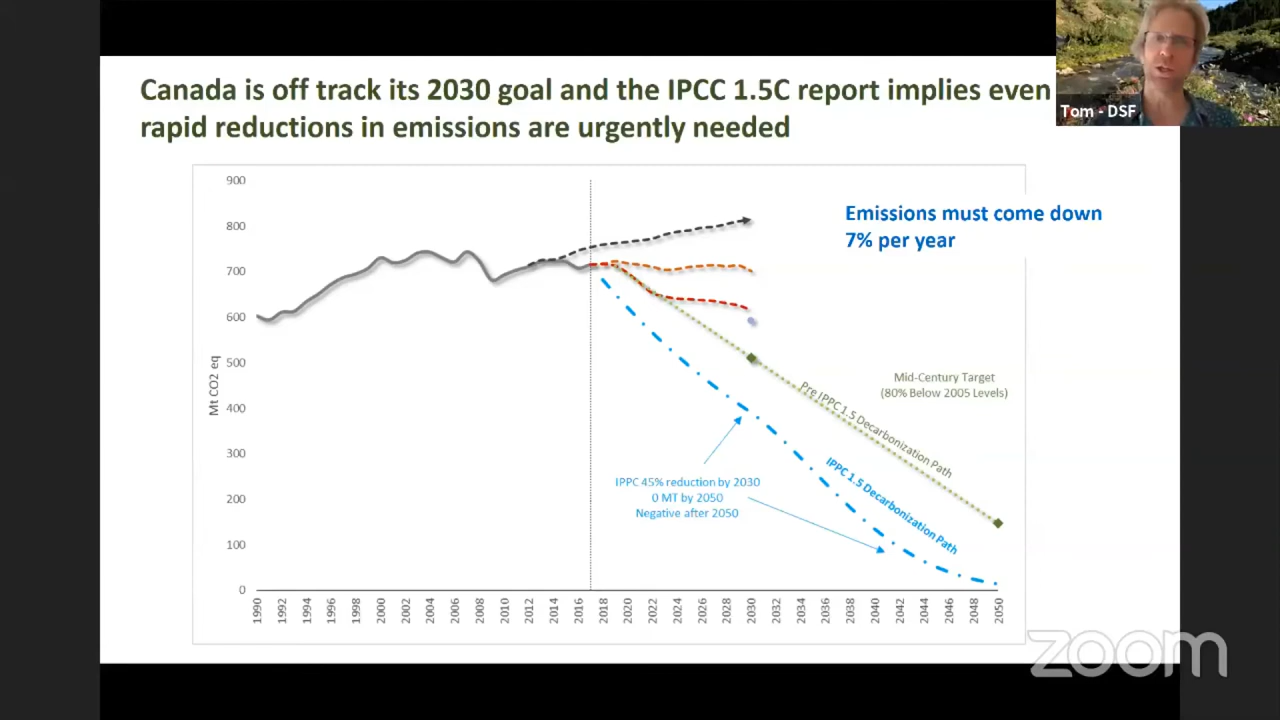 Canada is off track its 2030 goal and the IPCC 1.5C report implies even
rapid reductions in emissions are urgently needed
Tom - DSF
Emissions must come down
7% per year
900
800
700
600
500
400
300
200
100
0
Mt CO2 eq
Mid-Century Target
(80% Below 2005 Levels)
Pre IPPC 1.5 Decarbonization Path
IPPC 1.5 Decarbonization Path
IPPC 45% reduction by 2030
0 MT by 2050
Negative after 2050
1990
1992
1994
1996
1998
2000
2002
2004
2006
2008
2010
2012
2014
2016
2018
2020
2022
2024
2026
2028
2030
2032
2034
2036
2038
2040
2042
2044
2046
2048
2050
zoom